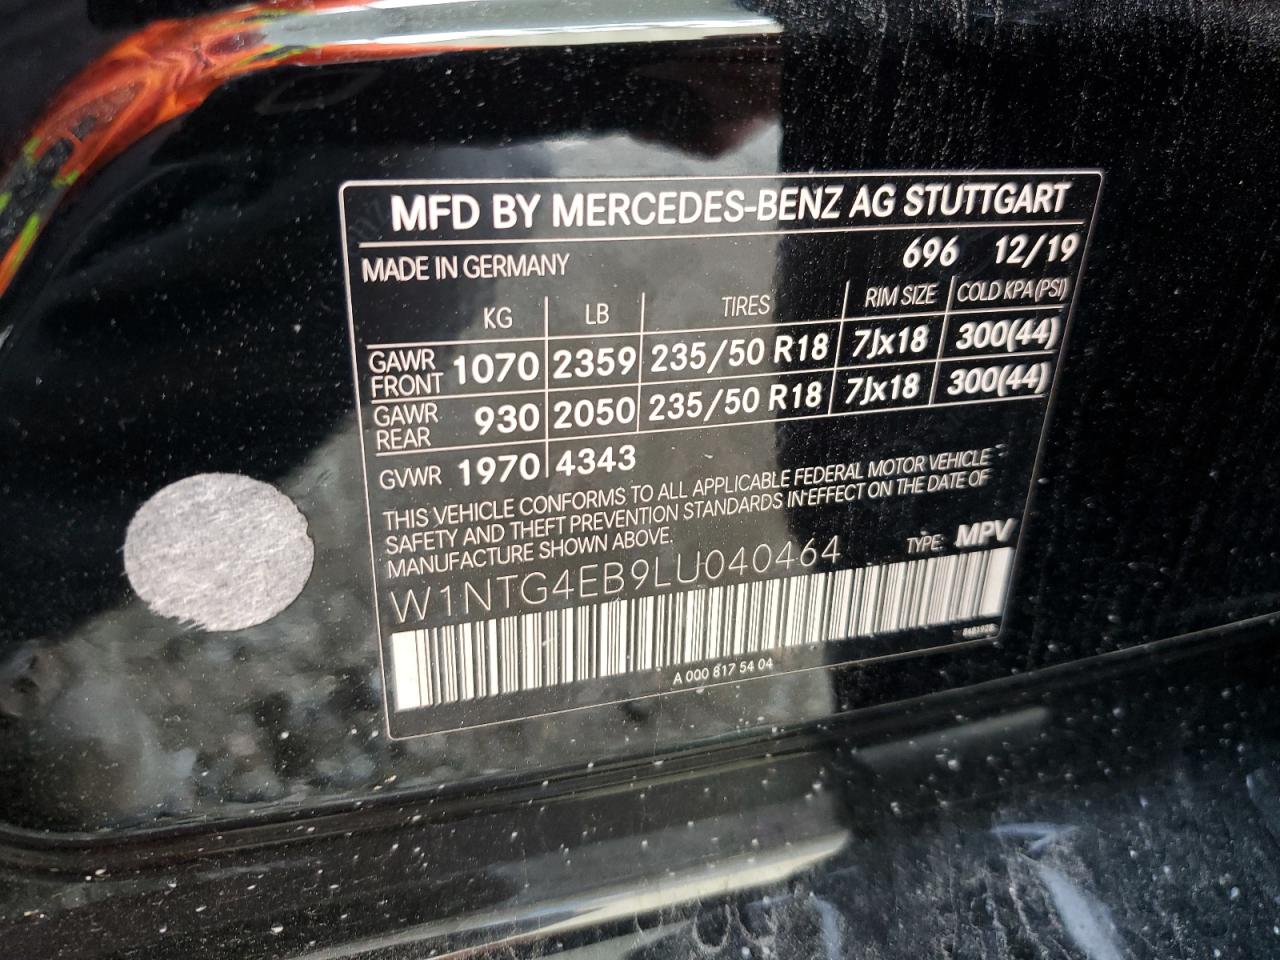 MFD BY MERCEDES-BENZ AG STUTTGART
MADE IN GERMANY 696 12/19
KG LB TIRES RIM SIZE COLD KPA (PSI)
GAWR FRONT 1070 2359 235/50 R18 7Jx18 300(44)
GAWR REAR 930 2050 235/50 R18 7Jx18 300(44)
GVWR 1970 4343
THIS VEHICLE CONFORMS TO ALL APPLICABLE FEDERAL MOTOR VEHICLE
SAFETY AND THEFT PREVENTION STANDARDS IN EFFECT ON THE DATE OF
MANUFACTURE SHOWN ABOVE.
W1NTG4EB9LU040464 TYPE: MPV
8481928
A 000 817 54 04